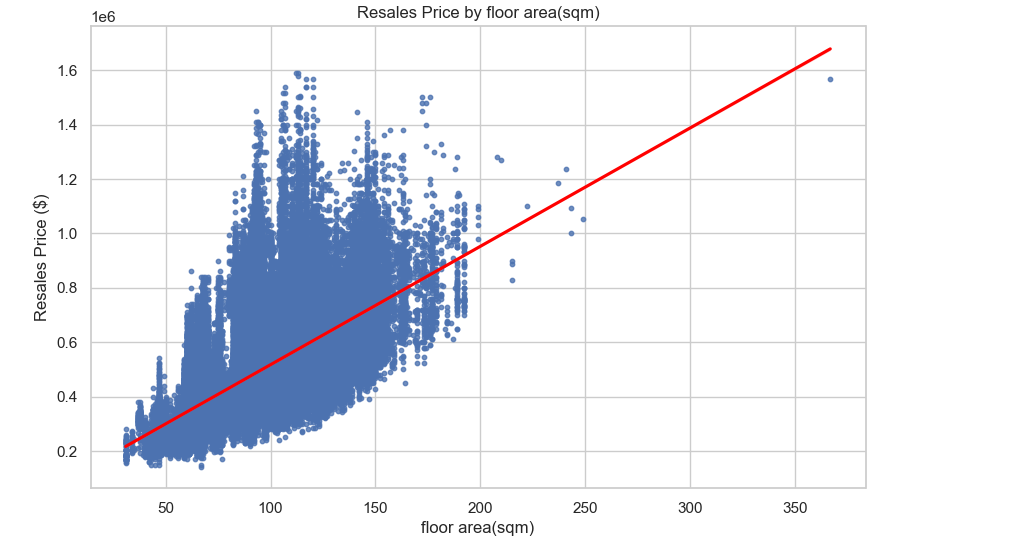 Resales Price by floor area(sqm)
1e6
1.6
1.4
1.2
1.0
0.8
0.6
0.4
0.2
Resales Price ($)
50 100 150 200 250 300 350
floor area(sqm)